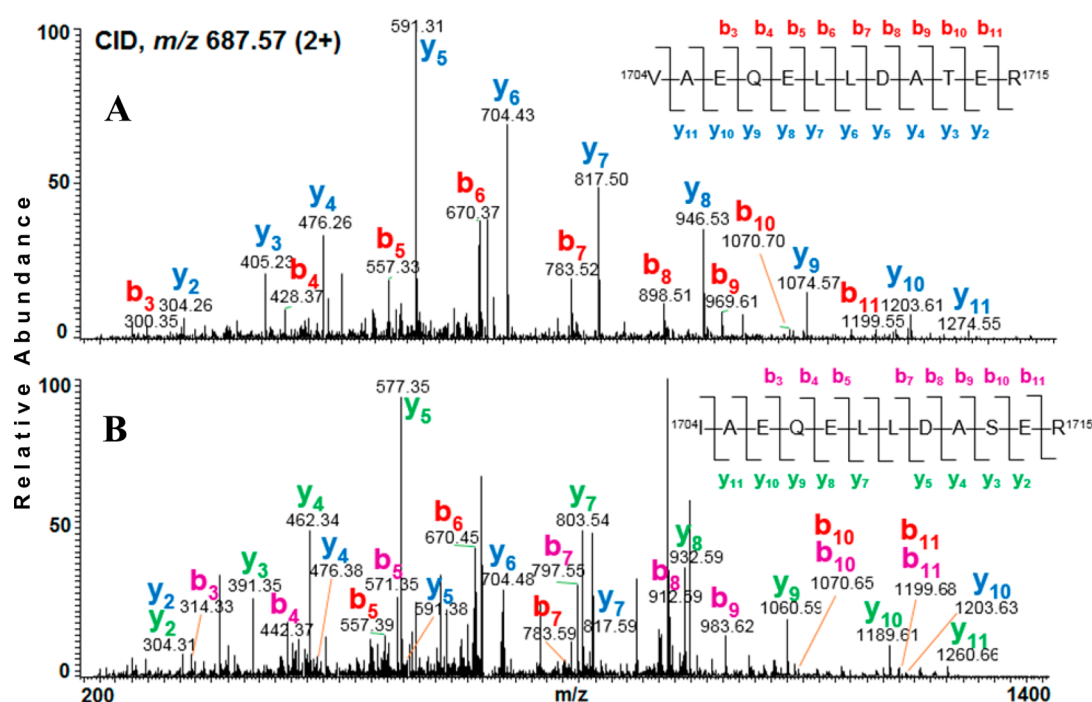 CID, m/z 687.57 (2+)
A
100
50
0
Relative Abundance
591.31
y5
y6
704.43
y7
817.50
y8
946.53
b10
1070.70
y9
1074.57
y10
1203.61
y11
1274.55
b11
1199.55
b9
969.61
b8
898.51
b7
783.52
b6
670.37
b5
557.33
y4
476.26
b4
428.37
y3
405.23
y2
304.26
b3
300.35
b3 b4 b5 b6 b7 b8 b9 b10 b11
1704V A E Q E L L D A T E R1715
y11 y10 y9 y8 y7 y6 y5 y4 y3 y2
B
100
50
0
577.35
y5
y4
462.34
y3
391.35
y4
476.38
b3
314.33
y2
y2
304.31
b4
442.37
b5
571.35
b5
557.39
y5
591.38
b6
670.45
y6
704.48
b7
783.59
y7
803.54
b7
797.55
y7
817.59
y8
932.59
b8
912.59
b9
983.62
y9
1060.59
b10
b10
1070.65
b11
b11
1199.68
y10
1189.61
y10
1203.63
y11
1260.66
b3 b4 b5 b7 b8 b9 b10 b11
1704I A E Q E L L D A S E R1715
y11 y10 y9 y8 y7 y5 y4 y3 y2
200 m/z 1400